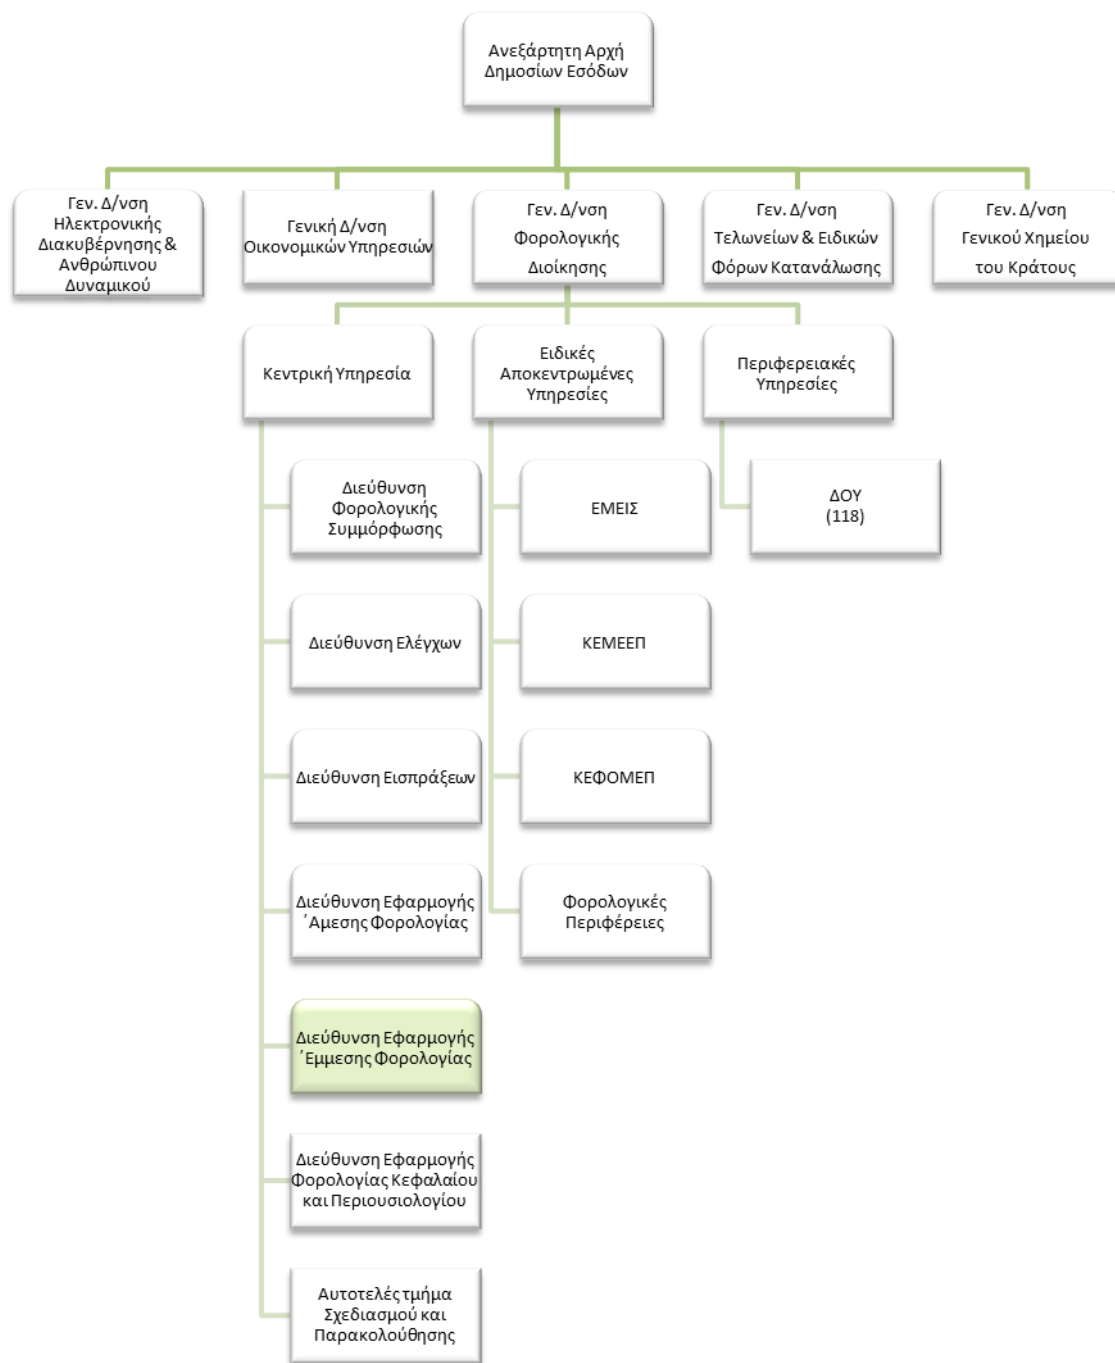 Ανεξάρτητη Αρχή
Δημοσίων Εσόδων
Γεν. Δ/νση
Ηλεκτρονικής
Διακυβέρνησης &
Ανθρώπινου
Δυναμικού
Γενική Δ/νση
Οικονομικών Υπηρεσιών
Γεν. Δ/νση
Φορολογικής
Διοίκησης
Γεν. Δ/νση
Τελωνείων & Ειδικών
Φόρων Κατανάλωσης
Γεν. Δ/νση
Γενικού Χημείου
του Κράτους
Κεντρική Υπηρεσία
Ειδικές
Αποκεντρωμένες
Υπηρεσίες
Περιφερειακές
Υπηρεσίες
Διεύθυνση
Φορολογικής
Συμμόρφωσης
ΕΜΕΙΣ
ΔΟΥ
(118)
Διεύθυνση Ελέγχων
ΚΕΜΕΕΠ
Διεύθυνση Εισπράξεων
ΚΕΦΟΜΕΠ
Διεύθυνση Εφαρμογής
΄Αμεσης Φορολογίας
Φορολογικές
Περιφέρειες
Διεύθυνση Εφαρμογής
΄Εμμεσης Φορολογίας
Διεύθυνση Εφαρμογής
Φορολογίας Κεφαλαίου
και Περιουσιολογίου
Αυτοτελές τμήμα
Σχεδιασμού και
Παρακολούθησης